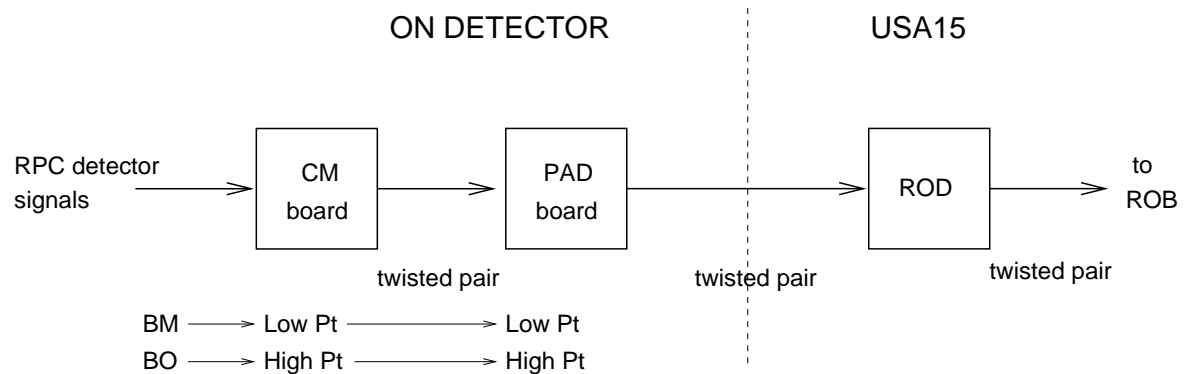 ON DETECTOR
USA15
RPC detector
signals
CM
board
PAD
board
ROD
to
ROB
twisted pair
twisted pair
twisted pair
BM
Low Pt
Low Pt
BO
High Pt
High Pt